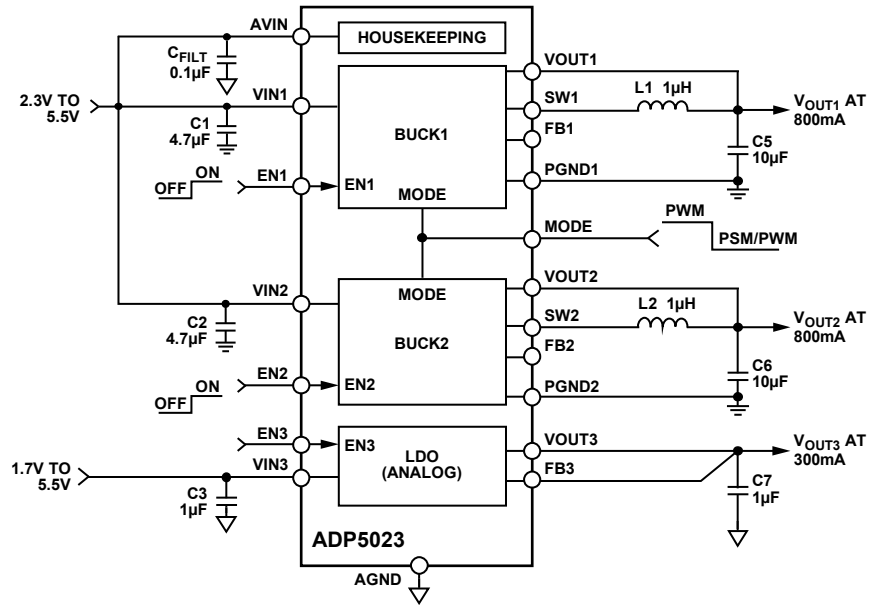 AVIN
HOUSEKEEPING
C_FILT
0.1µF
VOUT1
L1 1µH
2.3V TO
5.5V
VIN1
SW1
V_OUT1 AT
800mA
C1
4.7µF
BUCK1
FB1
C5
10µF
ON
OFF
EN1
EN1
PGND1
MODE
PWM
MODE
PSM/PWM
VOUT2
VIN2
MODE
L2 1µH
C2
4.7µF
BUCK2
SW2
V_OUT2 AT
800mA
FB2
EN2
ON
OFF
EN2
C6
10µF
PGND2
EN3
EN3
VOUT3
V_OUT3 AT
300mA
1.7V TO
5.5V
VIN3
LDO
(ANALOG)
FB3
C3
1µF
C7
1µF
ADP5023
AGND